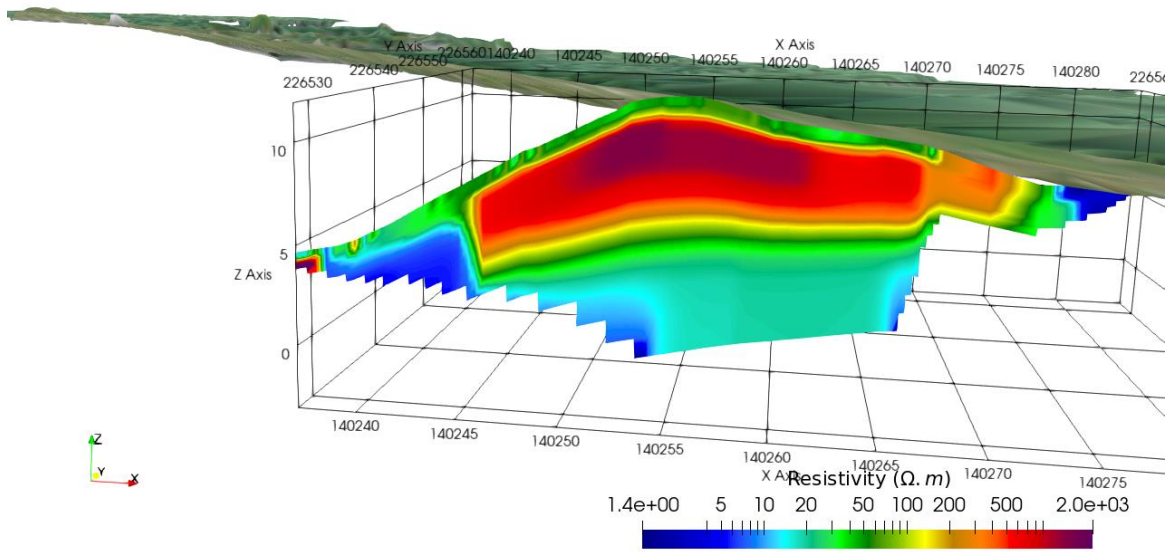 Y Axis X Axis
226530 226540 226550 226560 140240 140245 140250 140255 140260 140265 140270 140275 140280
10
5
Z Axis
0
140240 140245 140250 140255 140260 140265 140270 140275
X Axis
Z
Y
X
Resistivity (Ω.m)
1.4e+00 5 10 20 50 100 200 500 2.0e+03